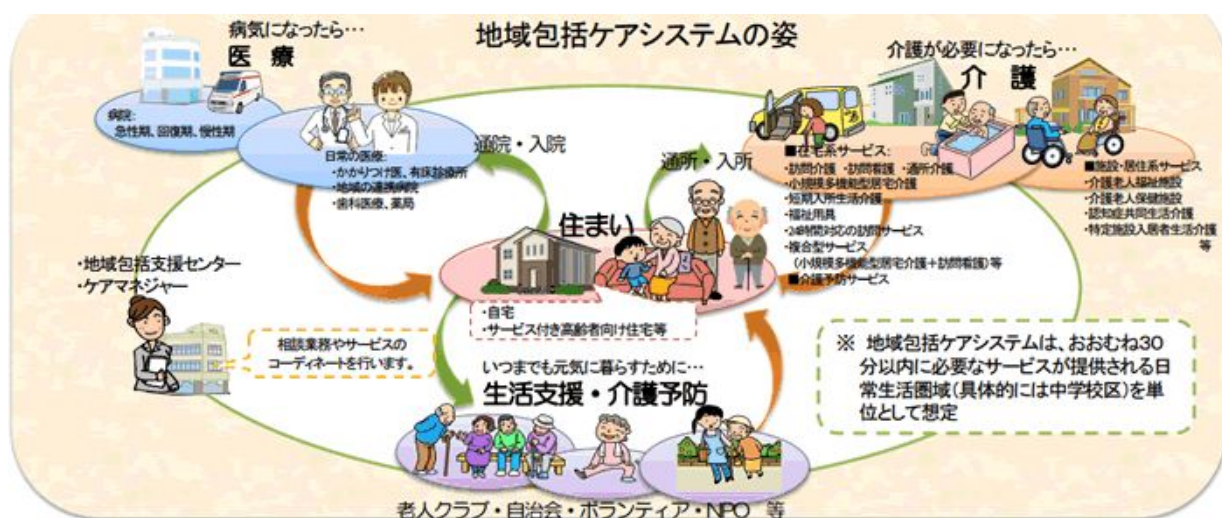 地域包括ケアシステムの姿
病気になったら…
医 療
病院:
急性期、回復期、慢性期
日常の医療:
・かかりつけ医、有床診療所
・地域の連携病院
・歯科医療、薬局
通院・入院
通所・入所
介護が必要になったら…
介 護
■在宅系サービス:
・訪問介護 ・訪問看護 ・通所介護
・小規模多機能型居宅介護
・短期入所生活介護
・福祉用具
・24時間対応の訪問サービス
・複合型サービス
（小規模多機能型居宅介護＋訪問看護）等
■介護予防サービス
■施設・居住系サービス
・介護老人福祉施設
・介護老人保健施設
・認知症共同生活介護
・特定施設入居者生活介護
等
住まい
・自宅
・サービス付き高齢者向け住宅等
・地域包括支援センター
・ケアマネジャー
相談業務やサービスの
コーディネートを行います。
いつまでも元気に暮らすために…
生活支援・介護予防
老人クラブ・自治会・ボランティア・NPO 等
※ 地域包括ケアシステムは、おおむね30
分以内に必要なサービスが提供される日
常生活圏域（具体的には中学校区）を単
位として想定